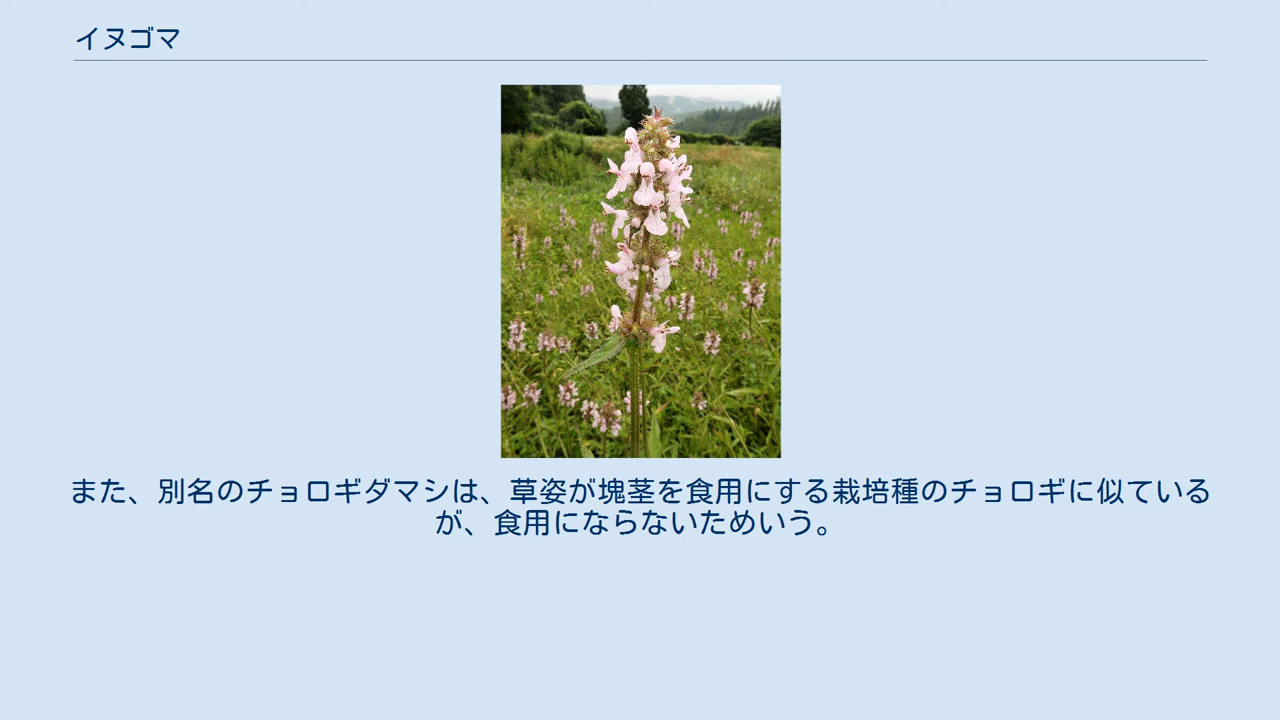 イヌゴマ
また、別名のチョロギダマシは、草姿が塊茎を食用にする栽培種のチョロギに似ている
が、食用にならないためいう。